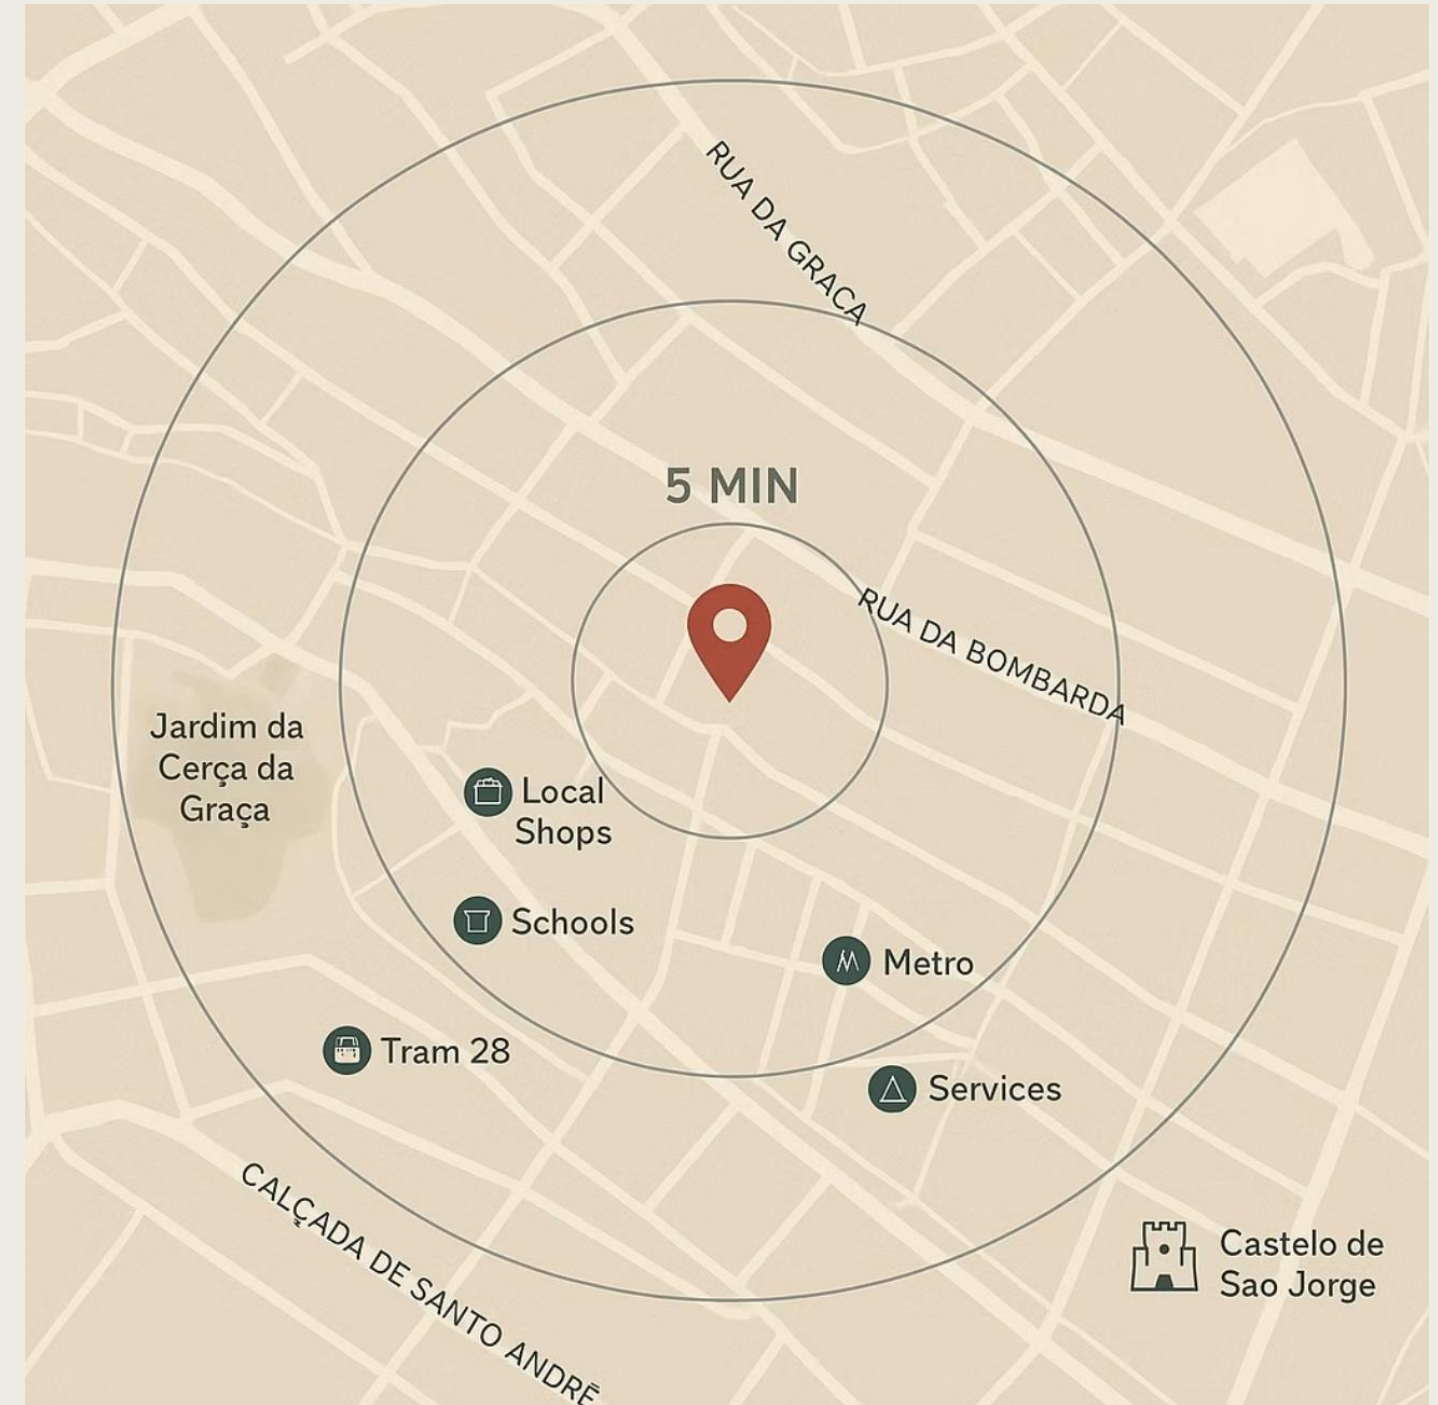 RUA DA GRACA
5 MIN
RUA DA BOMBARDA
Jardim da
Cerça da
Graça
Local
Shops
Schools
Metro
Tram 28
Services
CALÇADA DE SANTO ANDRĒ
Castelo de
Sao Jorge